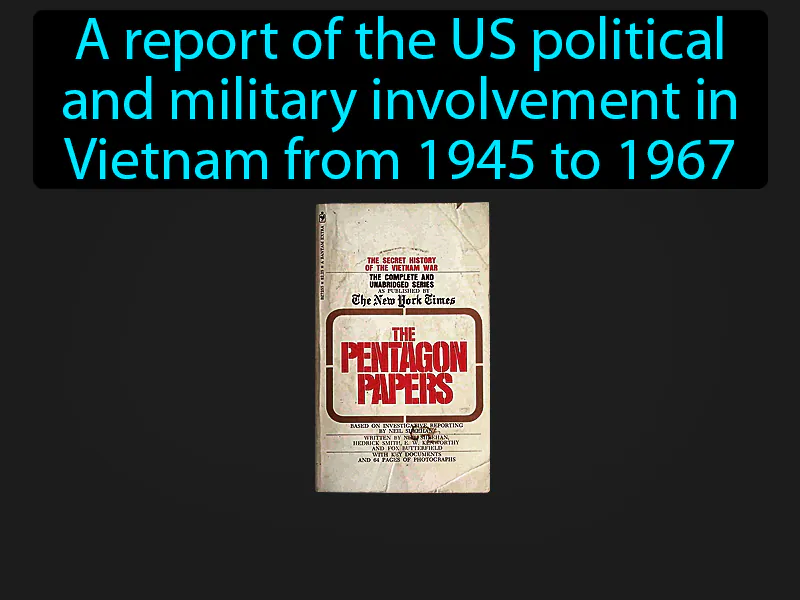 A report of the US political
and military involvement in
Vietnam from 1945 to 1967
THE SECRET HISTORY
OF THE VIETNAM WAR
THE COMPLETE AND
UNABRIDGED SERIES
AS PUBLISHED BY
The New York Times
THE
PENTAGON
PAPERS
BASED ON INVESTIGATIVE REPORTING
BY NEIL SHEEHAN
WRITTEN BY NEIL SHEEHAN,
HEDRICK SMITH, E. W. KENWORTHY
AND FOX BUTTERFIELD
WITH KEY DOCUMENTS
AND 64 PAGES OF PHOTOGRAPHS
A BANTAM EXTRA